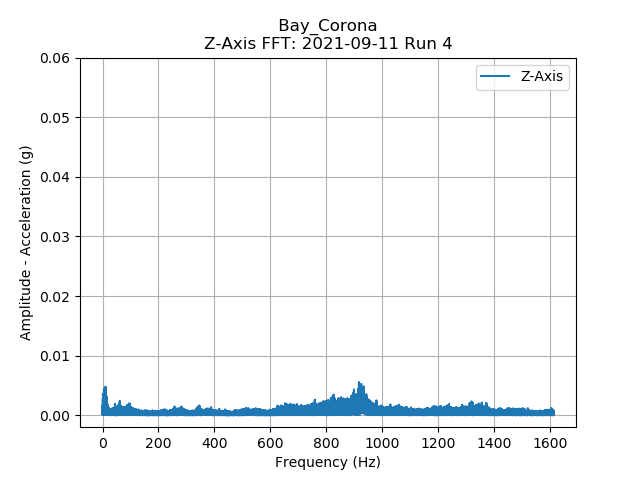 Bay_Corona
Z-Axis FFT: 2021-09-11 Run 4
Z-Axis
0.06
0.05
0.04
0.03
0.02
0.01
0.00
Amplitude - Acceleration (g)
0 200 400 600 800 1000 1200 1400 1600
Frequency (Hz)